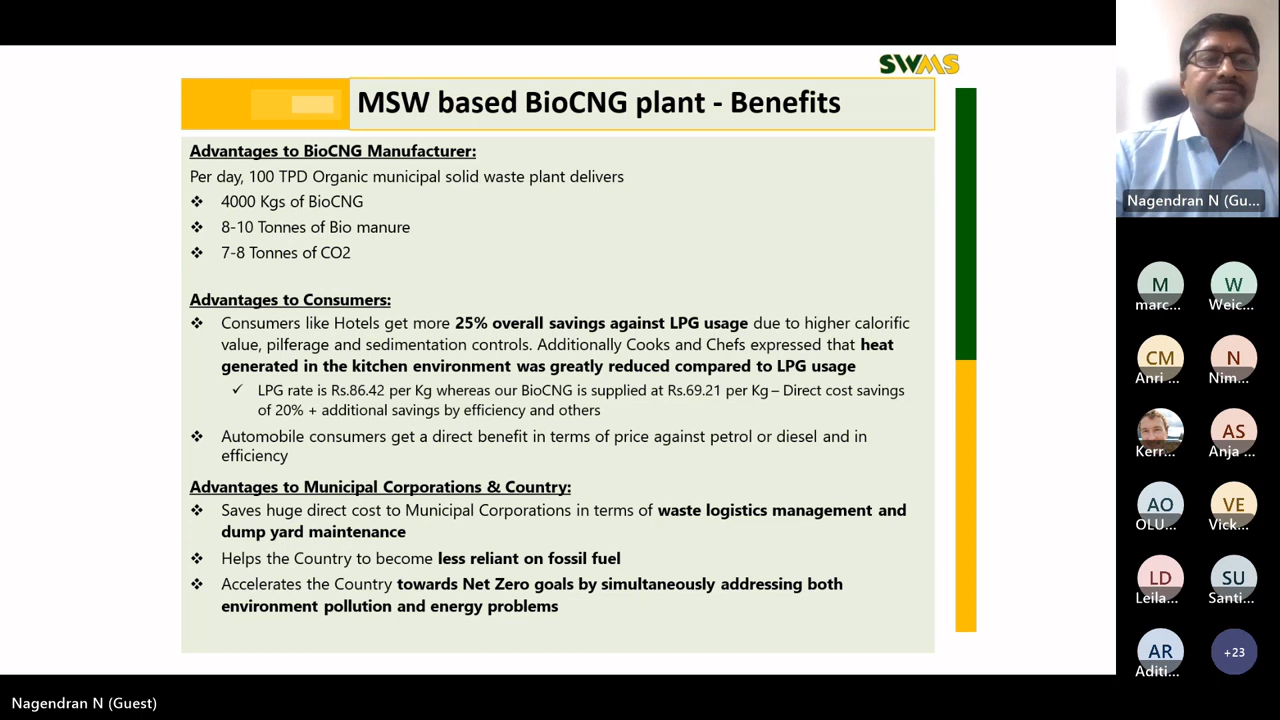 SWMS
MSW based BioCNG plant - Benefits
Advantages to BioCNG Manufacturer:
Per day, 100 TPD Organic municipal solid waste plant delivers
❖ 4000 Kgs of BioCNG
❖ 8-10 Tonnes of Bio manure
❖ 7-8 Tonnes of CO2
Advantages to Consumers:
❖ Consumers like Hotels get more 25% overall savings against LPG usage due to higher calorific
value, pilferage and sedimentation controls. Additionally Cooks and Chefs expressed that heat
generated in the kitchen environment was greatly reduced compared to LPG usage
✓ LPG rate is Rs.86.42 per Kg whereas our BioCNG is supplied at Rs.69.21 per Kg – Direct cost savings
of 20% + additional savings by efficiency and others
❖ Automobile consumers get a direct benefit in terms of price against petrol or diesel and in
efficiency
Advantages to Municipal Corporations & Country:
❖ Saves huge direct cost to Municipal Corporations in terms of waste logistics management and
dump yard maintenance
❖ Helps the Country to become less reliant on fossil fuel
❖ Accelerates the Country towards Net Zero goals by simultaneously addressing both
environment pollution and energy problems
Nagendran N (Gu...
M W
marc... Weic...
CM N
Anri ... Nim...
AS
Kerr... Anja ...
AO VE
OLU... Vick...
LD SU
Leila... Santi...
AR +23
Aditi...
Nagendran N (Guest)